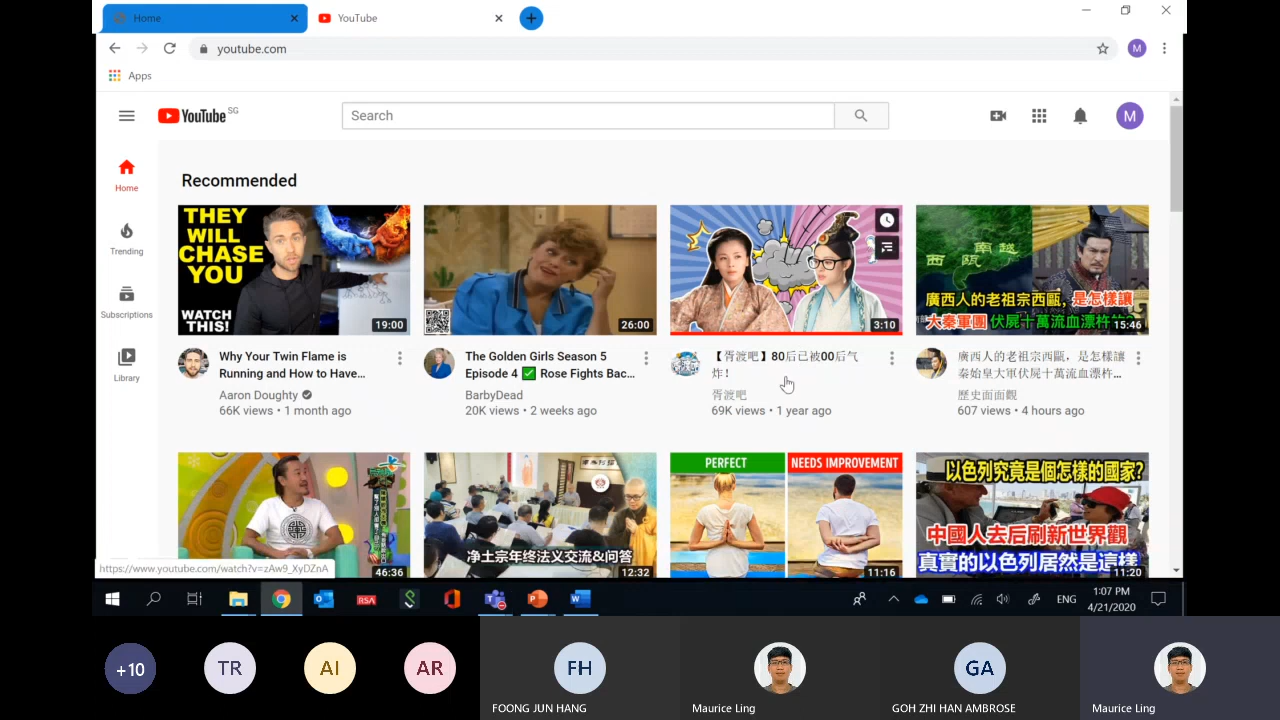 Home
YouTube
youtube.com
Apps
YouTube SG
Search
M
M
Home
Trending
Subscriptions
Library
Recommended
THEY
WILL
CHASE
YOU
WATCH
THIS!
19:00
Why Your Twin Flame is
Running and How to Have...
Aaron Doughty
66K views • 1 month ago
26:00
The Golden Girls Season 5
Episode 4 ✅ Rose Fights Bac...
BarbyDead
20K views • 2 weeks ago
3:10
【胥渡吧】80后已被00后气
炸!
胥渡吧
69K views • 1 year ago
南越
西甌
廣西人的老祖宗西甌,是怎樣讓
大秦軍團 伏屍十萬流血漂杵
15:46
廣西人的老祖宗西甌,是怎樣讓
秦始皇大軍伏屍十萬流血漂杵...
歷史面面觀
607 views • 4 hours ago
46:36
净土宗年终法义交流&问答
12:32
PERFECT
NEEDS IMPROVEMENT
11:16
以色列究竟是個怎樣的國家?
中國人去后刷新世界觀
真實的以色列居然是這樣
11:20
https://www.youtube.com/watch?v=zAw9_XyDZnA
RSA
ENG
1:07 PM
4/21/2020
+10
TR
AI
AR
FH
FOONG JUN HANG
Maurice Ling
GA
GOH ZHI HAN AMBROSE
Maurice Ling